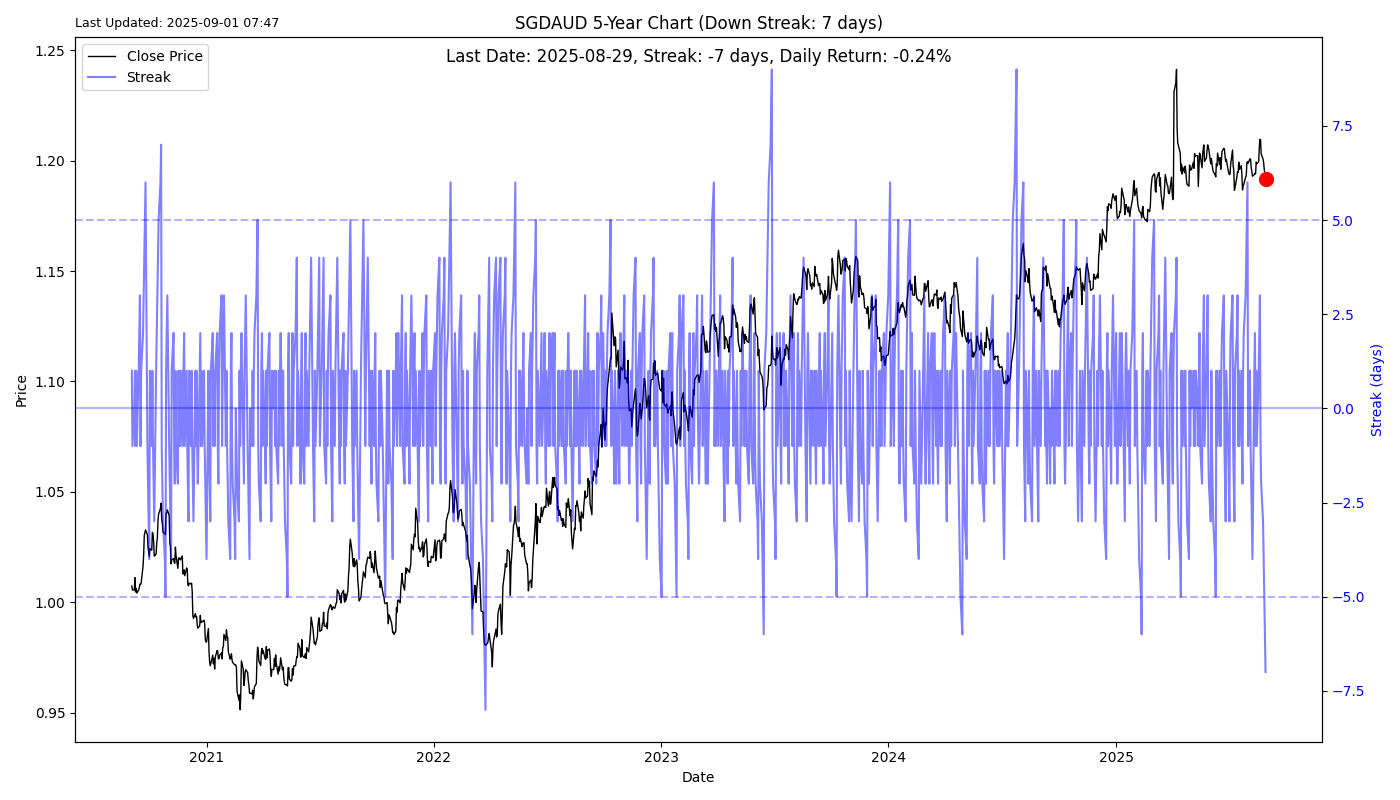 Last Updated: 2025-09-01 07:47
SGDAUD 5-Year Chart (Down Streak: 7 days)
Last Date: 2025-08-29, Streak: -7 days, Daily Return: -0.24%
Close Price
Streak
1.25
1.20
1.15
1.10
1.05
1.00
0.95
Price
7.5
5.0
2.5
0.0
−2.5
−5.0
−7.5
Streak (days)
2021
2022
2023
2024
2025
Date